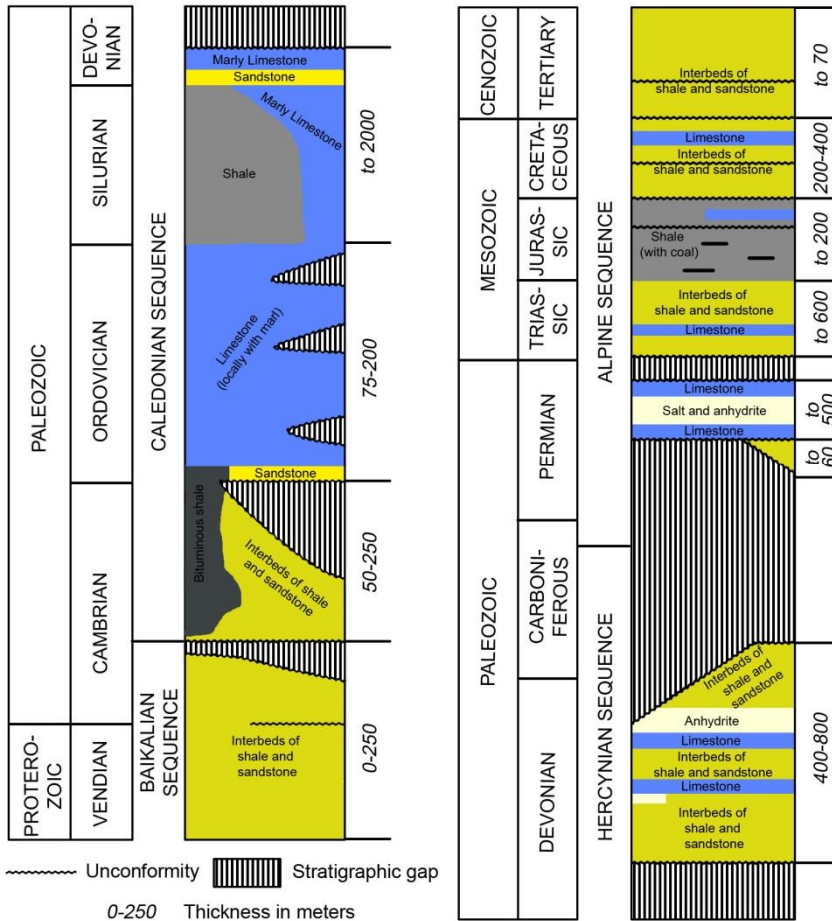 PALEOZOIC
PROTERO-
ZOIC
DEVO-
NIAN
SILURIAN
ORDOVICIAN
CAMBRIAN
VENDIAN
CALEDONIAN SEQUENCE
BAIKALIAN
SEQUENCE
Marly Limestone
Sandstone
Marly Limestone
Shale
Limestone
(locally with marl)
Sandstone
Bituminous shale
Interbeds of shale
and sandstone
Interbeds of
shale and
sandstone
to 2000
75-200
50-250
0-250
Unconformity
Stratigraphic gap
0-250 Thickness in meters
CENOZOIC
MESOZOIC
PALEOZOIC
TERTIARY
CRETA-
CEOUS
JURAS-
SIC
TRIAS-
SIC
PERMIAN
CARBONI-
FEROUS
DEVONIAN
ALPINE SEQUENCE
HERCYNIAN SEQUENCE
Interbeds of
shale and sandstone
Limestone
Interbeds of
shale and sandstone
Shale
(with coal)
Interbeds of
shale and sandstone
Limestone
Limestone
Salt and anhydrite
Limestone
Interbeds of
shale and
sandstone
Anhydrite
Limestone
Interbeds of
shale and sandstone
Limestone
Interbeds of
shale and
sandstone
to 70
200-400
to 200
to 600
to
500
to
60
400-800